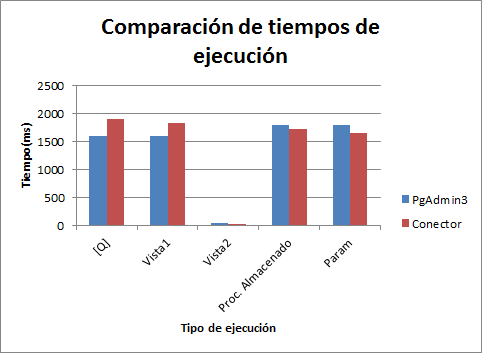 Comparación de tiempos de
ejecución
Tiempo(ms)
2500
2000
1500
1000
500
0
[Q]
Vista1
Vista2
Proc. Almacenado
Param
PgAdmin3
Conector
Tipo de ejecución